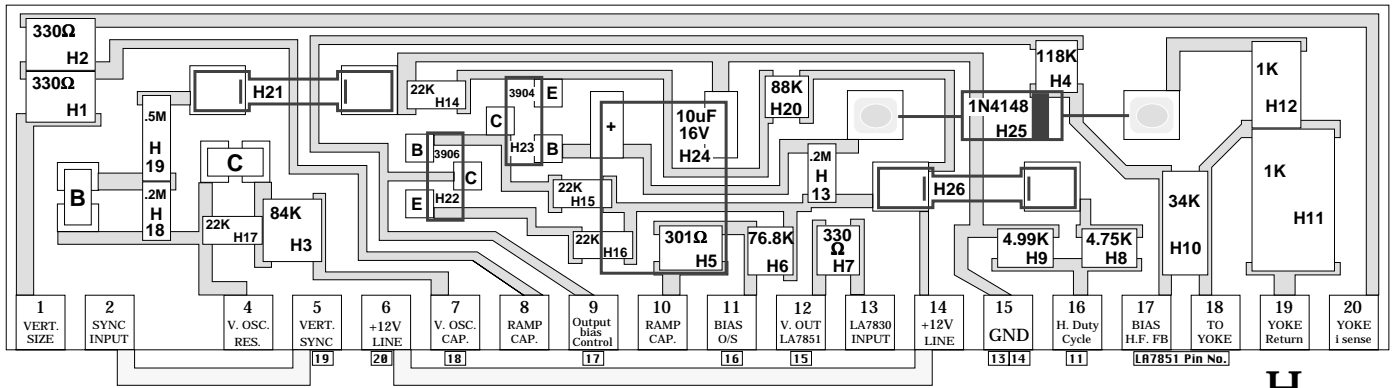 330Ω
H2
330Ω
H1
.5M
H
19
.2M
H
18
B
C
22K
H17
84K
H3
H21
22K
H14
B
3906
C
E
H22
3904
E
C
H23
B
22K
H15
22K
H16
+
10uF
16V
H24
301Ω
H5
76.8K
H6
88K
H20
.2M
H
13
330
Ω
H7
1N4148
H25
H26
118K
H4
4.99K
H9
4.75K
H8
34K
H10
1K
H12
1K
H11
1
VERT.
SIZE
2
SYNC
INPUT
4
V. OSC.
RES.
5
VERT.
SYNC
6
+12V
LINE
7
V. OSC.
CAP.
8
RAMP
CAP.
9
Output
bias
Control
10
RAMP
CAP.
11
BIAS
O/S
12
V. OUT
LA7851
13
LA7830
INPUT
14
+12V
LINE
15
GND
16
H. Duty
Cycle
17
BIAS
H.F. FB
18
TO
YOKE
19
YOKE
Return
20
YOKE
i sense
19
20
18
17
16
15
13 14
11
LA7851 Pin No.
H